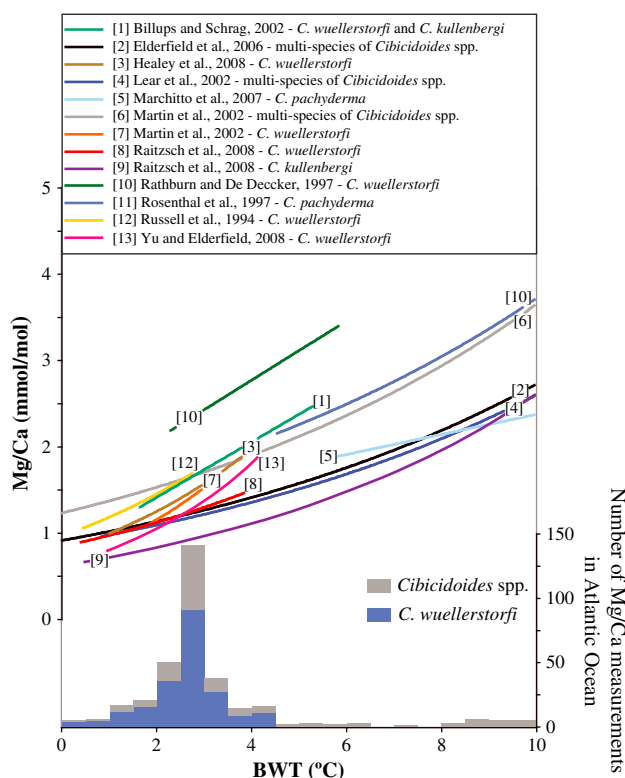 [1] Billups and Schrag, 2002 - C. wuellerstorfi and C. kullenbergi
[2] Elderfield et al., 2006 - multi-species of Cibicidoides spp.
[3] Healey et al., 2008 - C. wuellerstorfi
[4] Lear et al., 2002 - multi-species of Cibicidoides spp.
[5] Marchitto et al., 2007 - C. pachyderma
[6] Martin et al., 2002 - multi-species of Cibicidoides spp.
[7] Martin et al., 2002 - C. wuellerstorfi
[8] Raitzsch et al., 2008 - C. wuellerstorfi
[9] Raitzsch et al., 2008 - C. kullenbergi
[10] Rathburn and De Deccker, 1997 - C. wuellerstorfi
[11] Rosenthal et al., 1997 - C. pachyderma
[12] Russell et al., 1994 - C. wuellerstorfi
[13] Yu and Elderfield, 2008 - C. wuellerstorfi
5
4
3
2
1
0
Mg/Ca (mmol/mol)
[10]
[6]
[2]
[4]
[10]
[1]
[5]
[3]
[13]
[12]
[7]
[8]
[9]
150
100
50
0
Number of Mg/Ca measurements
in Atlantic Ocean
Cibicidoides spp.
C. wuellerstorfi
0
2
4
6
8
10
BWT (ºC)